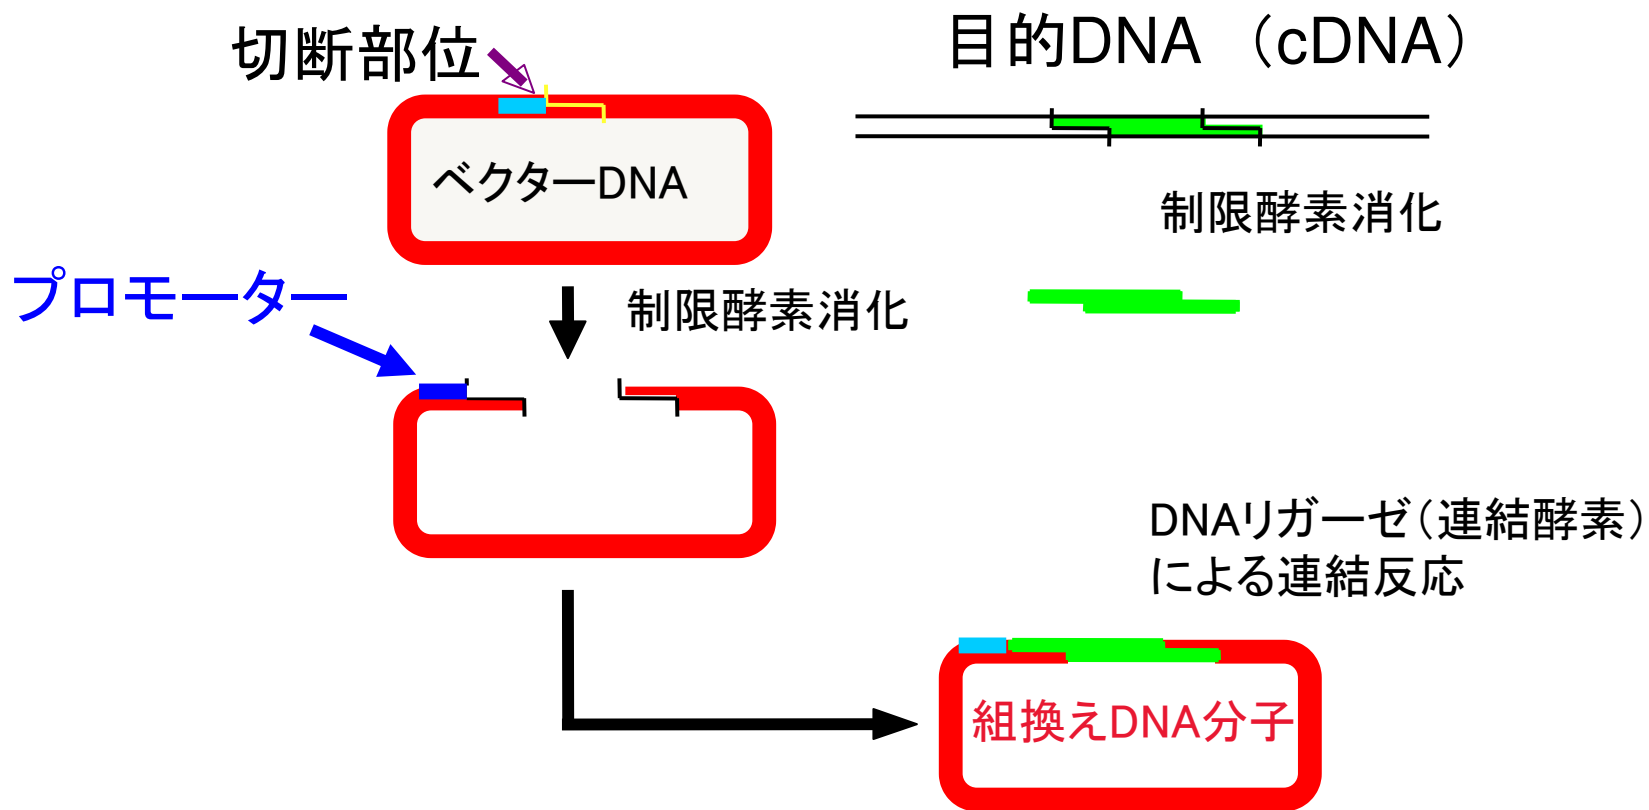 切断部位
目的DNA （cDNA）
ベクターDNA
制限酵素消化
プロモーター
制限酵素消化
DNAリガーゼ（連結酵素）
による連結反応
組換えDNA分子